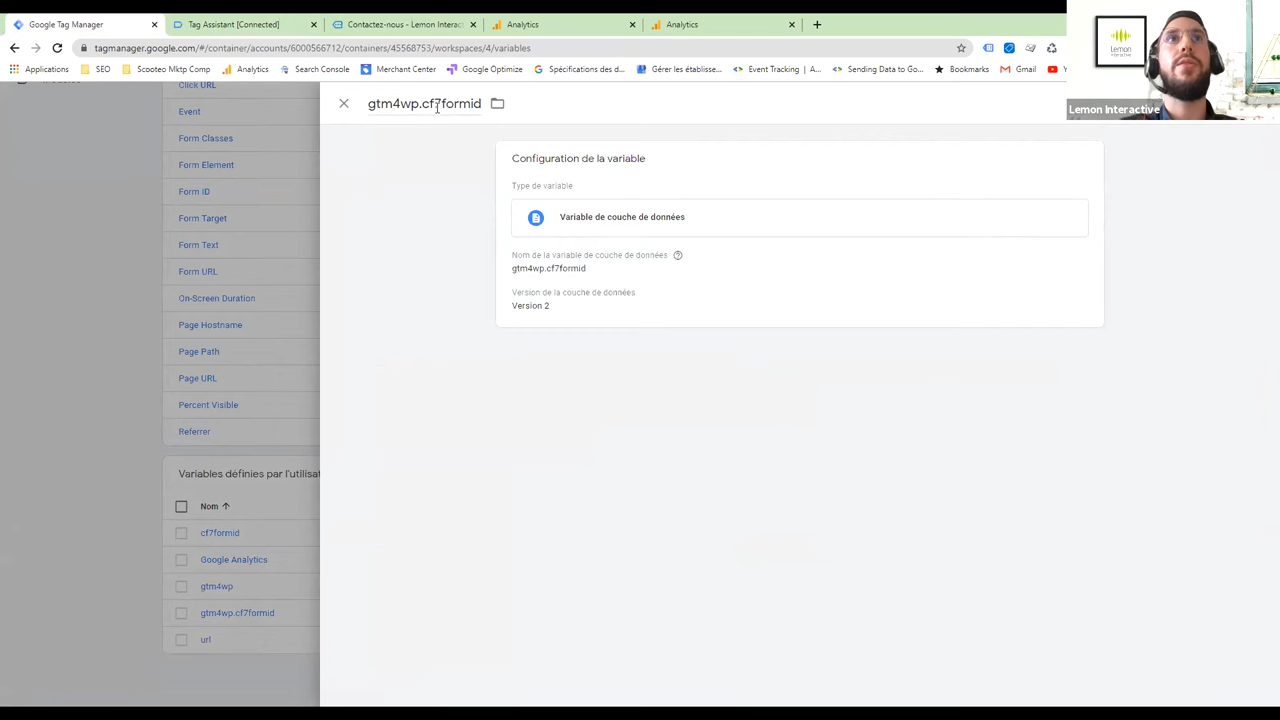 Google Tag Manager
Tag Assistant [Connected]
Contactez-nous - Lemon Interac
Analytics
Analytics
tagmanager.google.com/#/container/accounts/6000566712/containers/45568753/workspaces/4/variables
Applications
SEO
Scooteo Mktp Comp
Analytics
Search Console
Merchant Center
Google Optimize
Spécifications des d...
Gérer les établisse...
Event Tracking | A...
Sending Data to Go...
Bookmarks
Gmail
Lemon
Interactive
Lemon Interactive
Click URL
Event
Form Classes
Form Element
Form ID
Form Target
Form Text
Form URL
On-Screen Duration
Page Hostname
Page Path
Page URL
Percent Visible
Referrer
Variables définies par l'utilisat
Nom
cf7formid
Google Analytics
gtm4wp
gtm4wp.cf7formid
url
gtm4wp.cf7formid
Configuration de la variable
Type de variable
Variable de couche de données
Nom de la variable de couche de données
gtm4wp.cf7formid
Version de la couche de données
Version 2